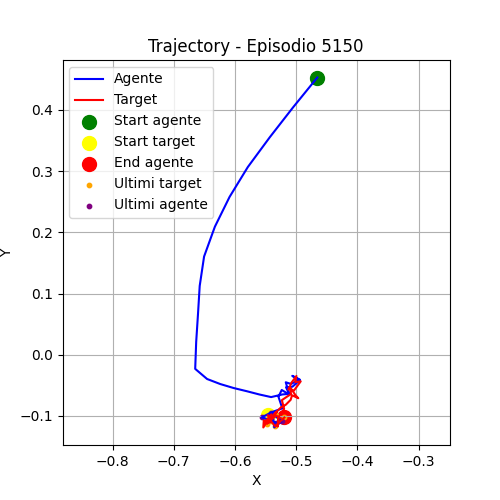 Trajectory - Episodio 5150
Agente
Target
Start agente
Start target
End agente
Ultimi target
Ultimi agente
0.4
0.3
0.2
0.1
0.0
−0.1
Y
−0.8
−0.7
−0.6
−0.5
−0.4
−0.3
X